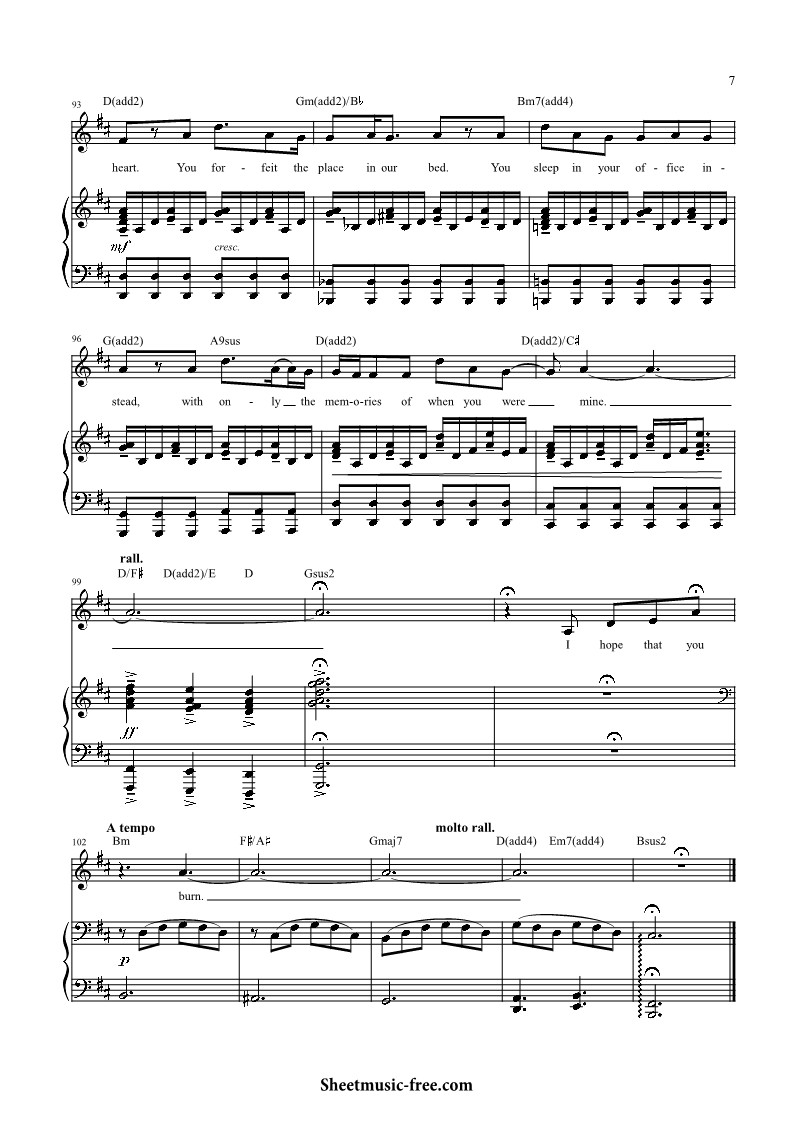 7
93
D(add2) Gm(add2)/B♭ Bm7(add4)
heart. You for - feit the place in our bed. You sleep in your of - fice in -
mf cresc.
96
G(add2) A9sus D(add2) D(add2)/C♯
stead, with on - ly the mem-o-ries of when you were mine.
rall.
99
D/F♯ D(add2)/E D Gsus2
I hope that you
ff
A tempo molto rall.
102
Bm F♯/A♯ Gmaj7 D(add4) Em7(add4) Bsus2
burn.
p
Sheetmusic-free.com